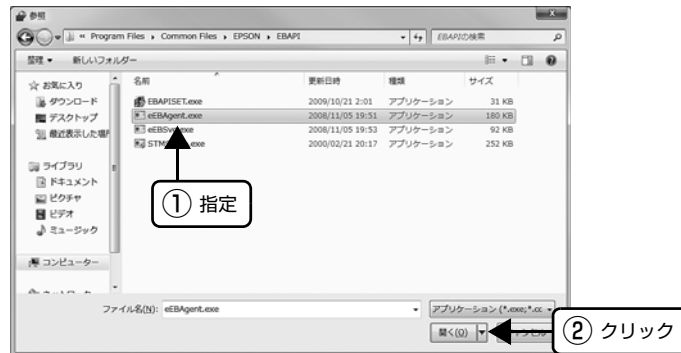 参照
« Program Files ▸ Common Files ▸ EPSON ▸ EBAPI
EBAPIの検索
整理 ▼ 新しいフォルダー
名前 更新日時 種類 サイズ
EBAPISET.exe 2009/10/21 2:01 アプリケーション 31 KB
eEBAgent.exe 2008/11/05 19:51 アプリケーション 180 KB
2008/11/05 19:53 アプリケーション 92 KB
2000/02/21 20:17 アプリケーション 252 KB
お気に入り
ダウンロード
デスクトップ
最近表示した場所
ライブラリ
ドキュメント
ピクチャ
ビデオ
ミュージック
コンピューター
① 指定
ファイル名(N): eEBAgent.exe
アプリケーション (*.exe;*.cc
開く(O)
② クリック